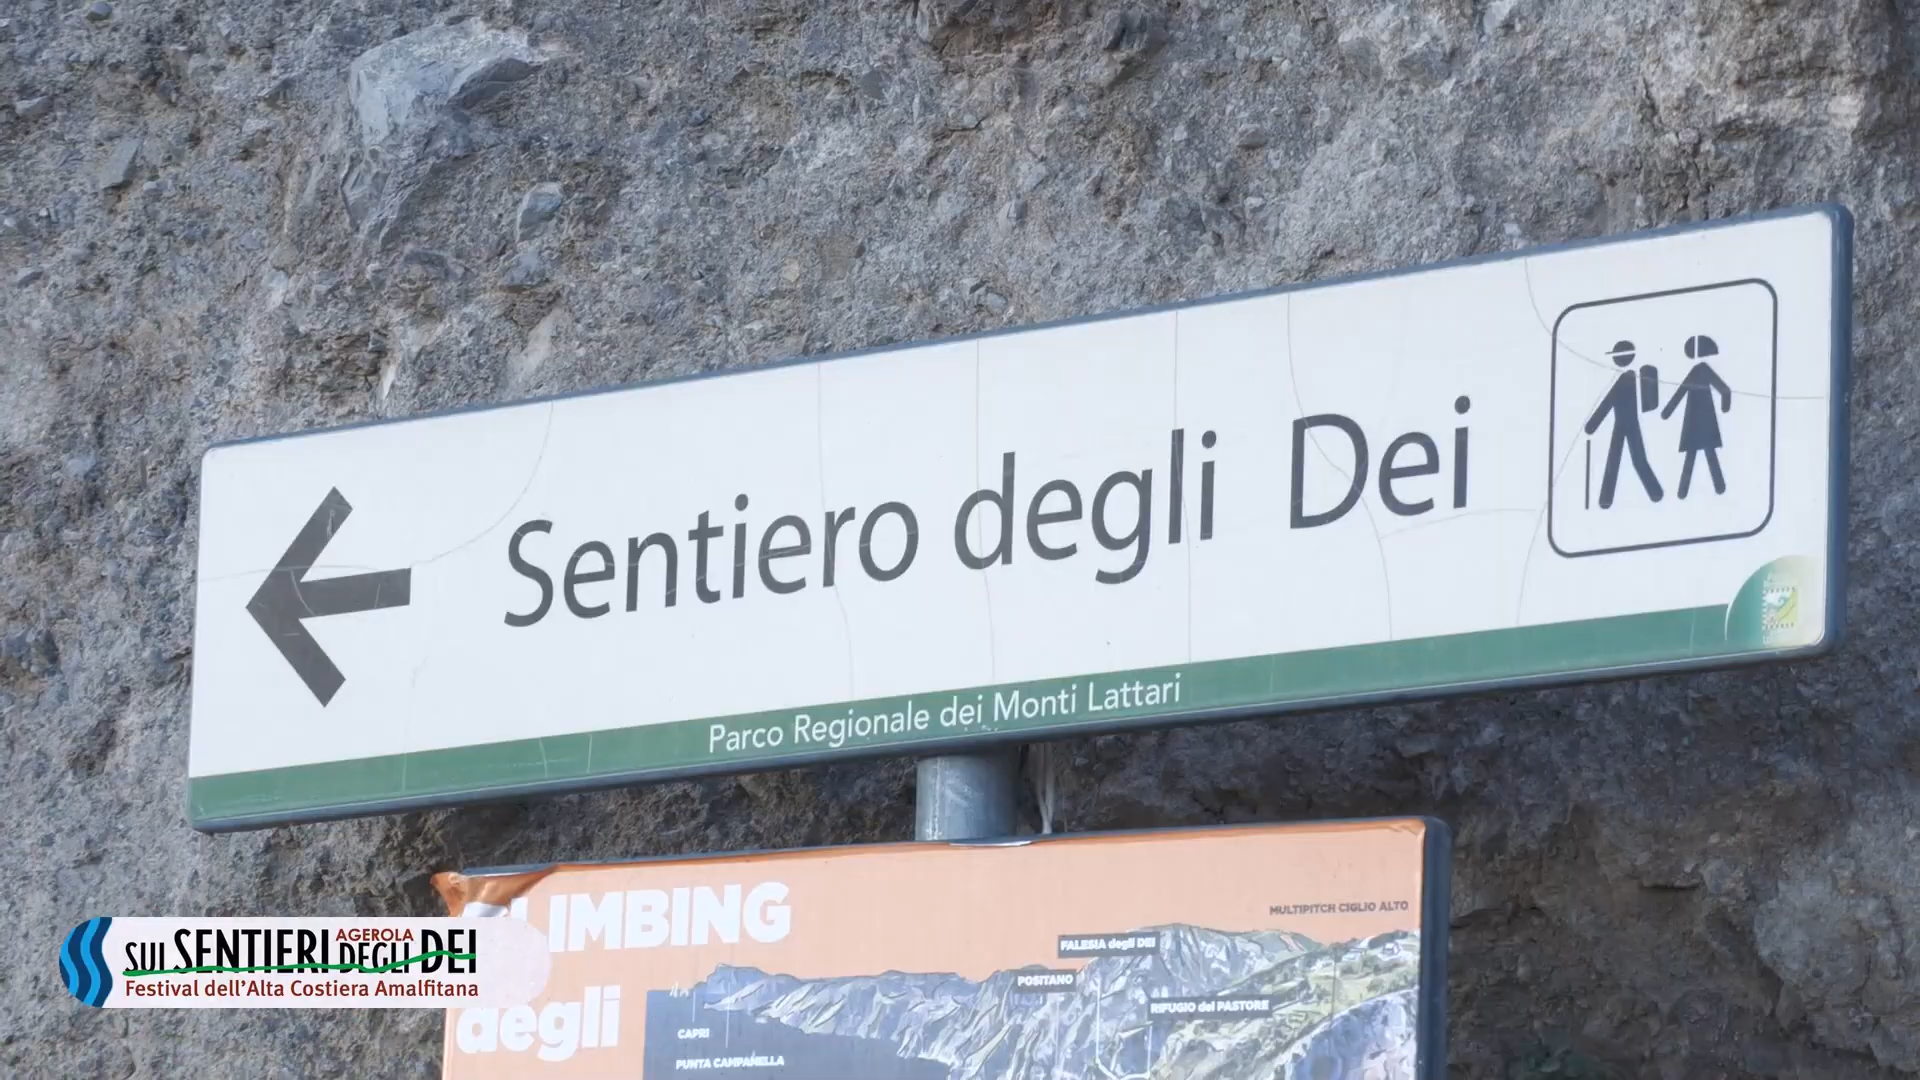 Sentiero degli Dei
Parco Regionale dei Monti Lattari
CLIMBING
degli
MULTIPITCH CIGLIO ALTO
FALESIA degli DEI
POSITANO
RIFUGIO del PASTORE
CAPRI
PUNTA CAMPANELLA
AGEROLA
SUI SENTIERI DEGLI DEI
Festival dell'Alta Costiera Amalfitana